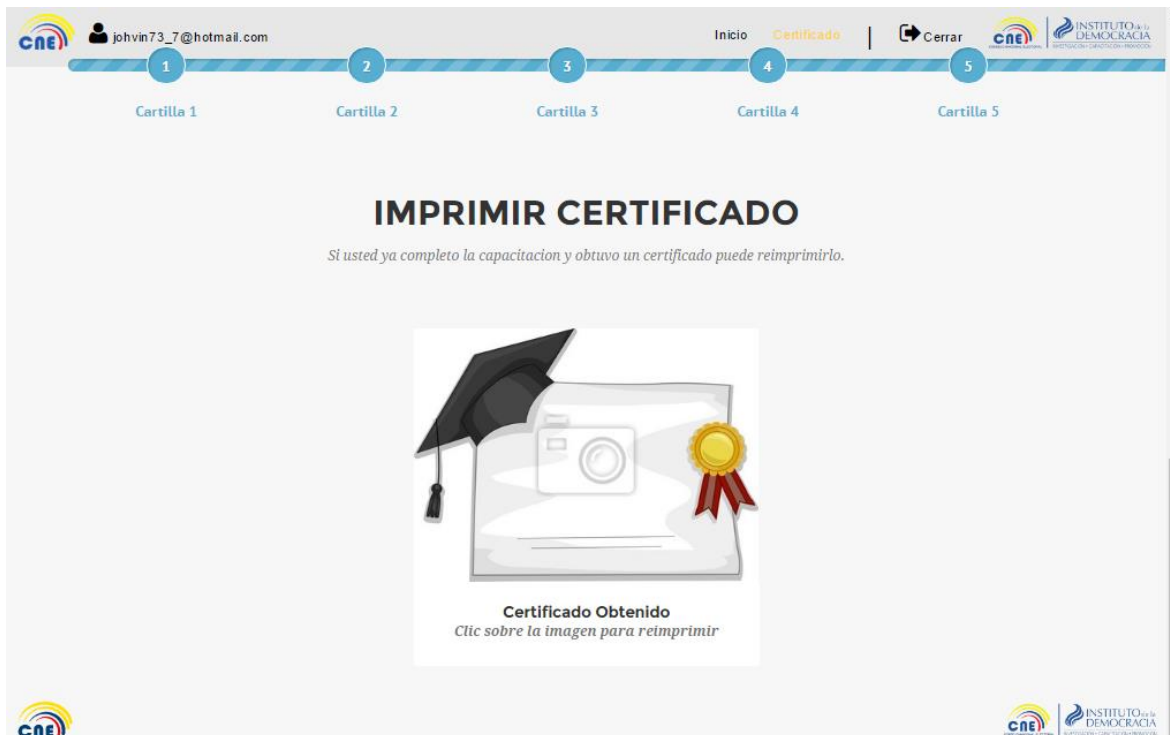 CNE johvin73_7@hotmail.com Inicio Certificado | Cerrar CNE INSTITUTO de la
DEMOCRACIA
1 2 3 4 5
Cartilla 1 Cartilla 2 Cartilla 3 Cartilla 4 Cartilla 5
IMPRIMIR CERTIFICADO
Si usted ya completo la capacitacion y obtuvo un certificado puede reimprimirlo.
Certificado Obtenido
Clic sobre la imagen para reimprimir
CNE CNE INSTITUTO de la
DEMOCRACIA